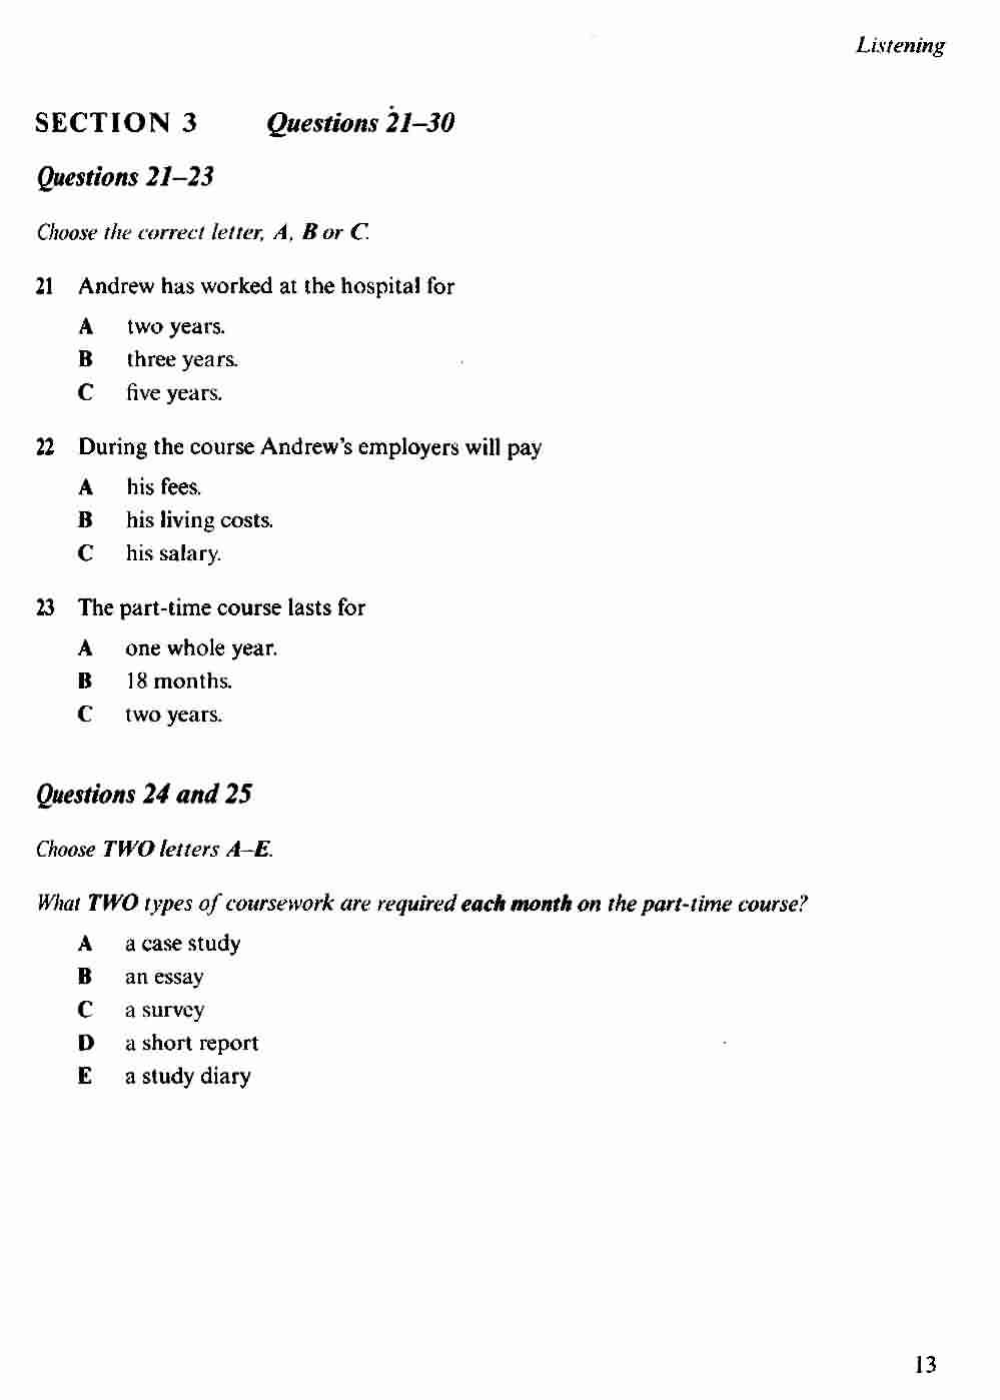 Listening
SECTION 3 Questions 21–30
Questions 21–23
Choose the correct letter, A, B or C.
21 Andrew has worked at the hospital for
A two years.
B three years.
C five years.
22 During the course Andrew's employers will pay
A his fees.
B his living costs.
C his salary.
23 The part-time course lasts for
A one whole year.
B 18 months.
C two years.
Questions 24 and 25
Choose TWO letters A–E.
What TWO types of coursework are required each month on the part-time course?
A a case study
B an essay
C a survey
D a short report
E a study diary
13